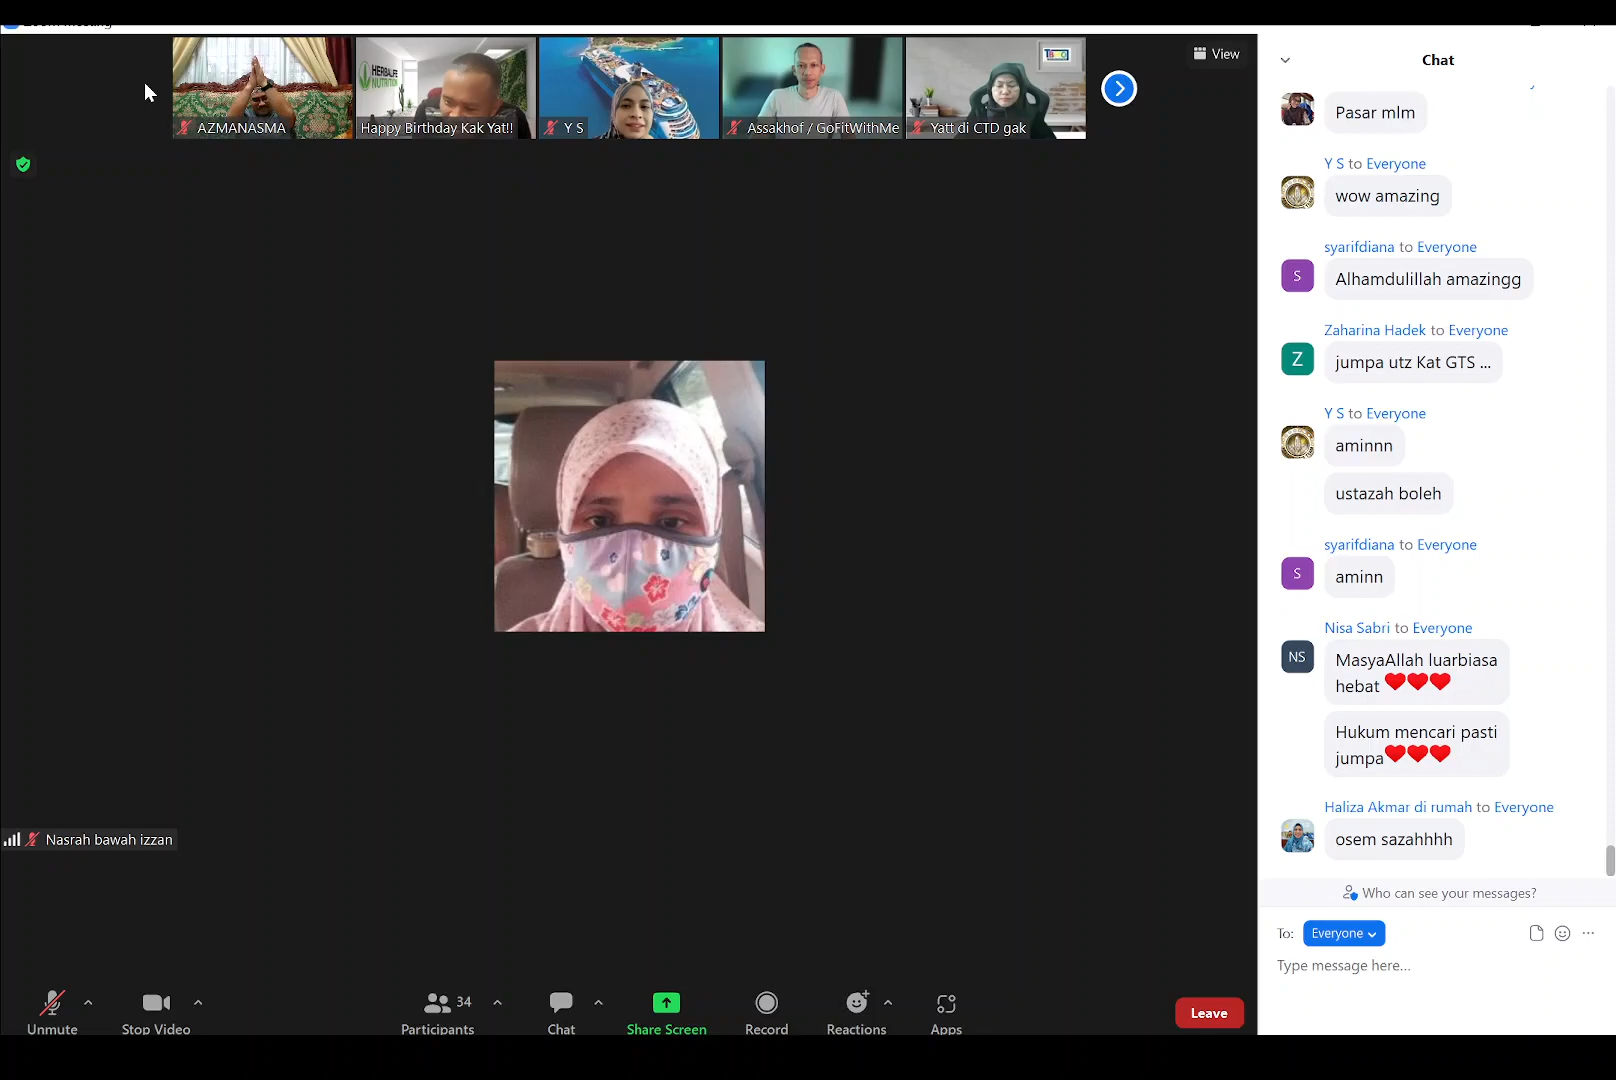 AZMANASMA
HERBALIFE
NUTRITION
Happy Birthday Kak Yat!!
Y S
Assakhof / GoFitWithMe
Yatt di CTD gak
View
Nasrah bawah izzan
Unmute
Stop Video
34
Participants
Chat
Share Screen
Record
Reactions
Apps
Leave
Chat
Pasar mlm
Y S to Everyone
wow amazing
syarifdiana to Everyone
S
Alhamdulillah amazingg
Zaharina Hadek to Everyone
Z
jumpa utz Kat GTS ...
Y S to Everyone
aminnn
ustazah boleh
syarifdiana to Everyone
S
aminn
Nisa Sabri to Everyone
NS
MasyaAllah luarbiasa
hebat ❤❤❤
Hukum mencari pasti
jumpa❤❤❤
Haliza Akmar di rumah to Everyone
osem sazahhhh
Who can see your messages?
To: Everyone
Type message here...